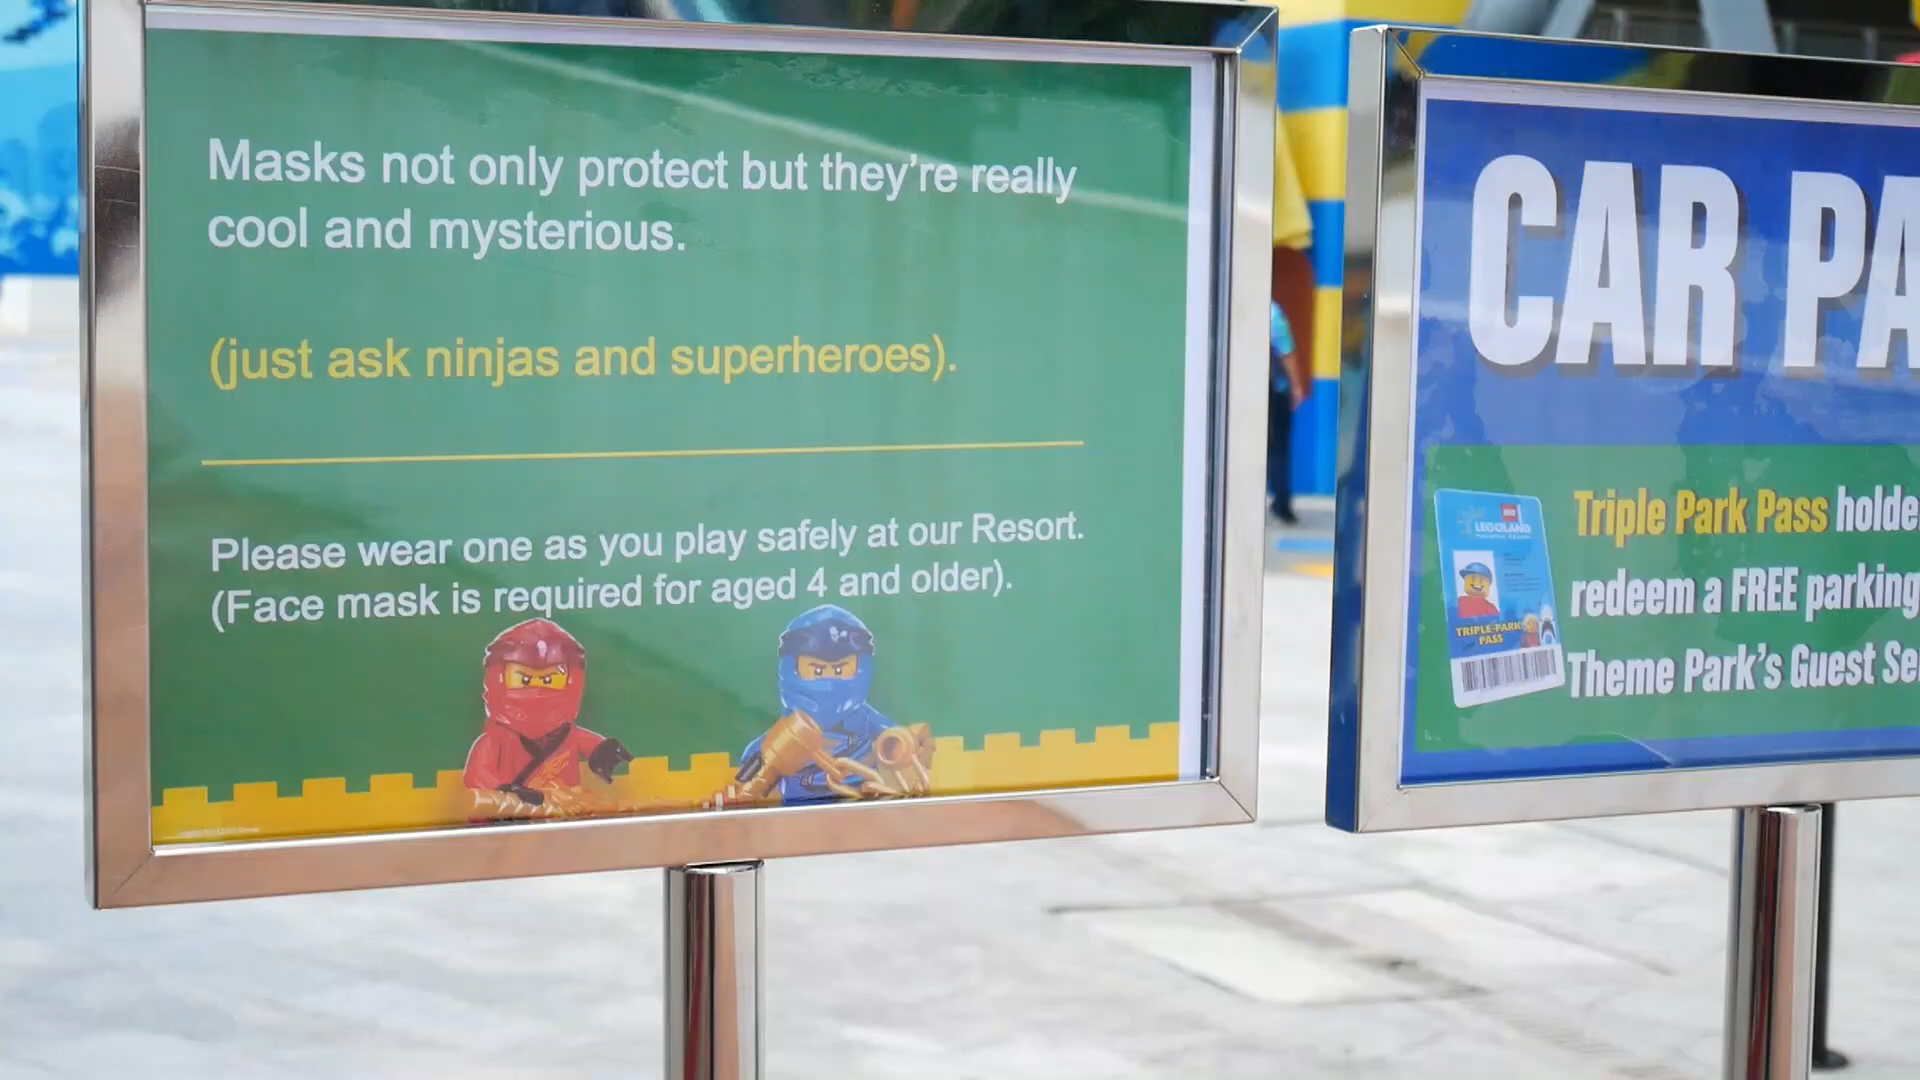 Masks not only protect but they're really
cool and mysterious.
(just ask ninjas and superheroes).
Please wear one as you play safely at our Resort.
(Face mask is required for aged 4 and older).
CAR PA
Triple Park Pass holde
redeem a FREE parking
Theme Park's Guest Se
LEGOLAND
TRIPLE PARK
PASS